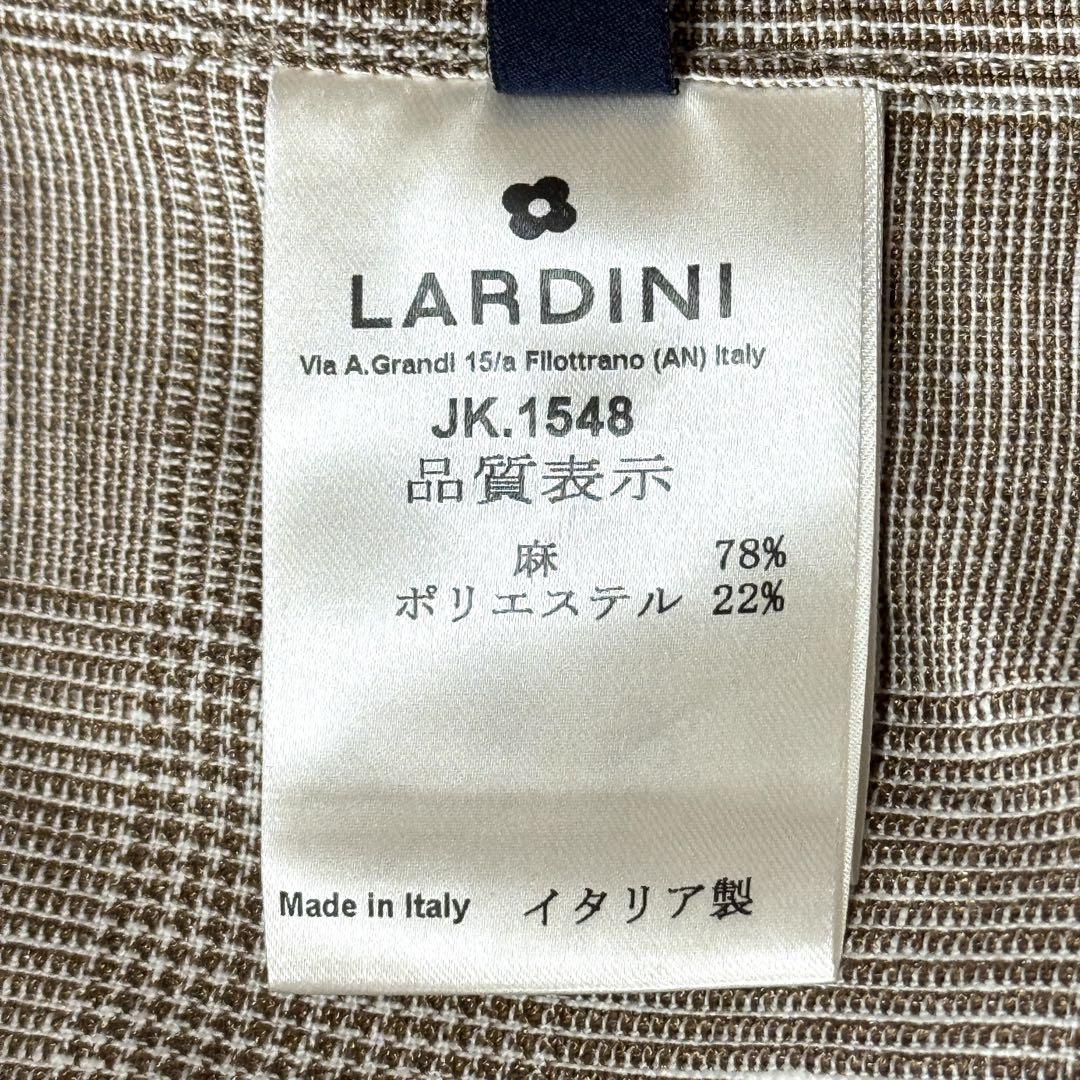 LARDINI
Via A.Grandi 15/a Filottrano (AN) Italy
JK.1548
品質表示
麻 78%
ポリエステル 22%
Made in Italy イタリア製